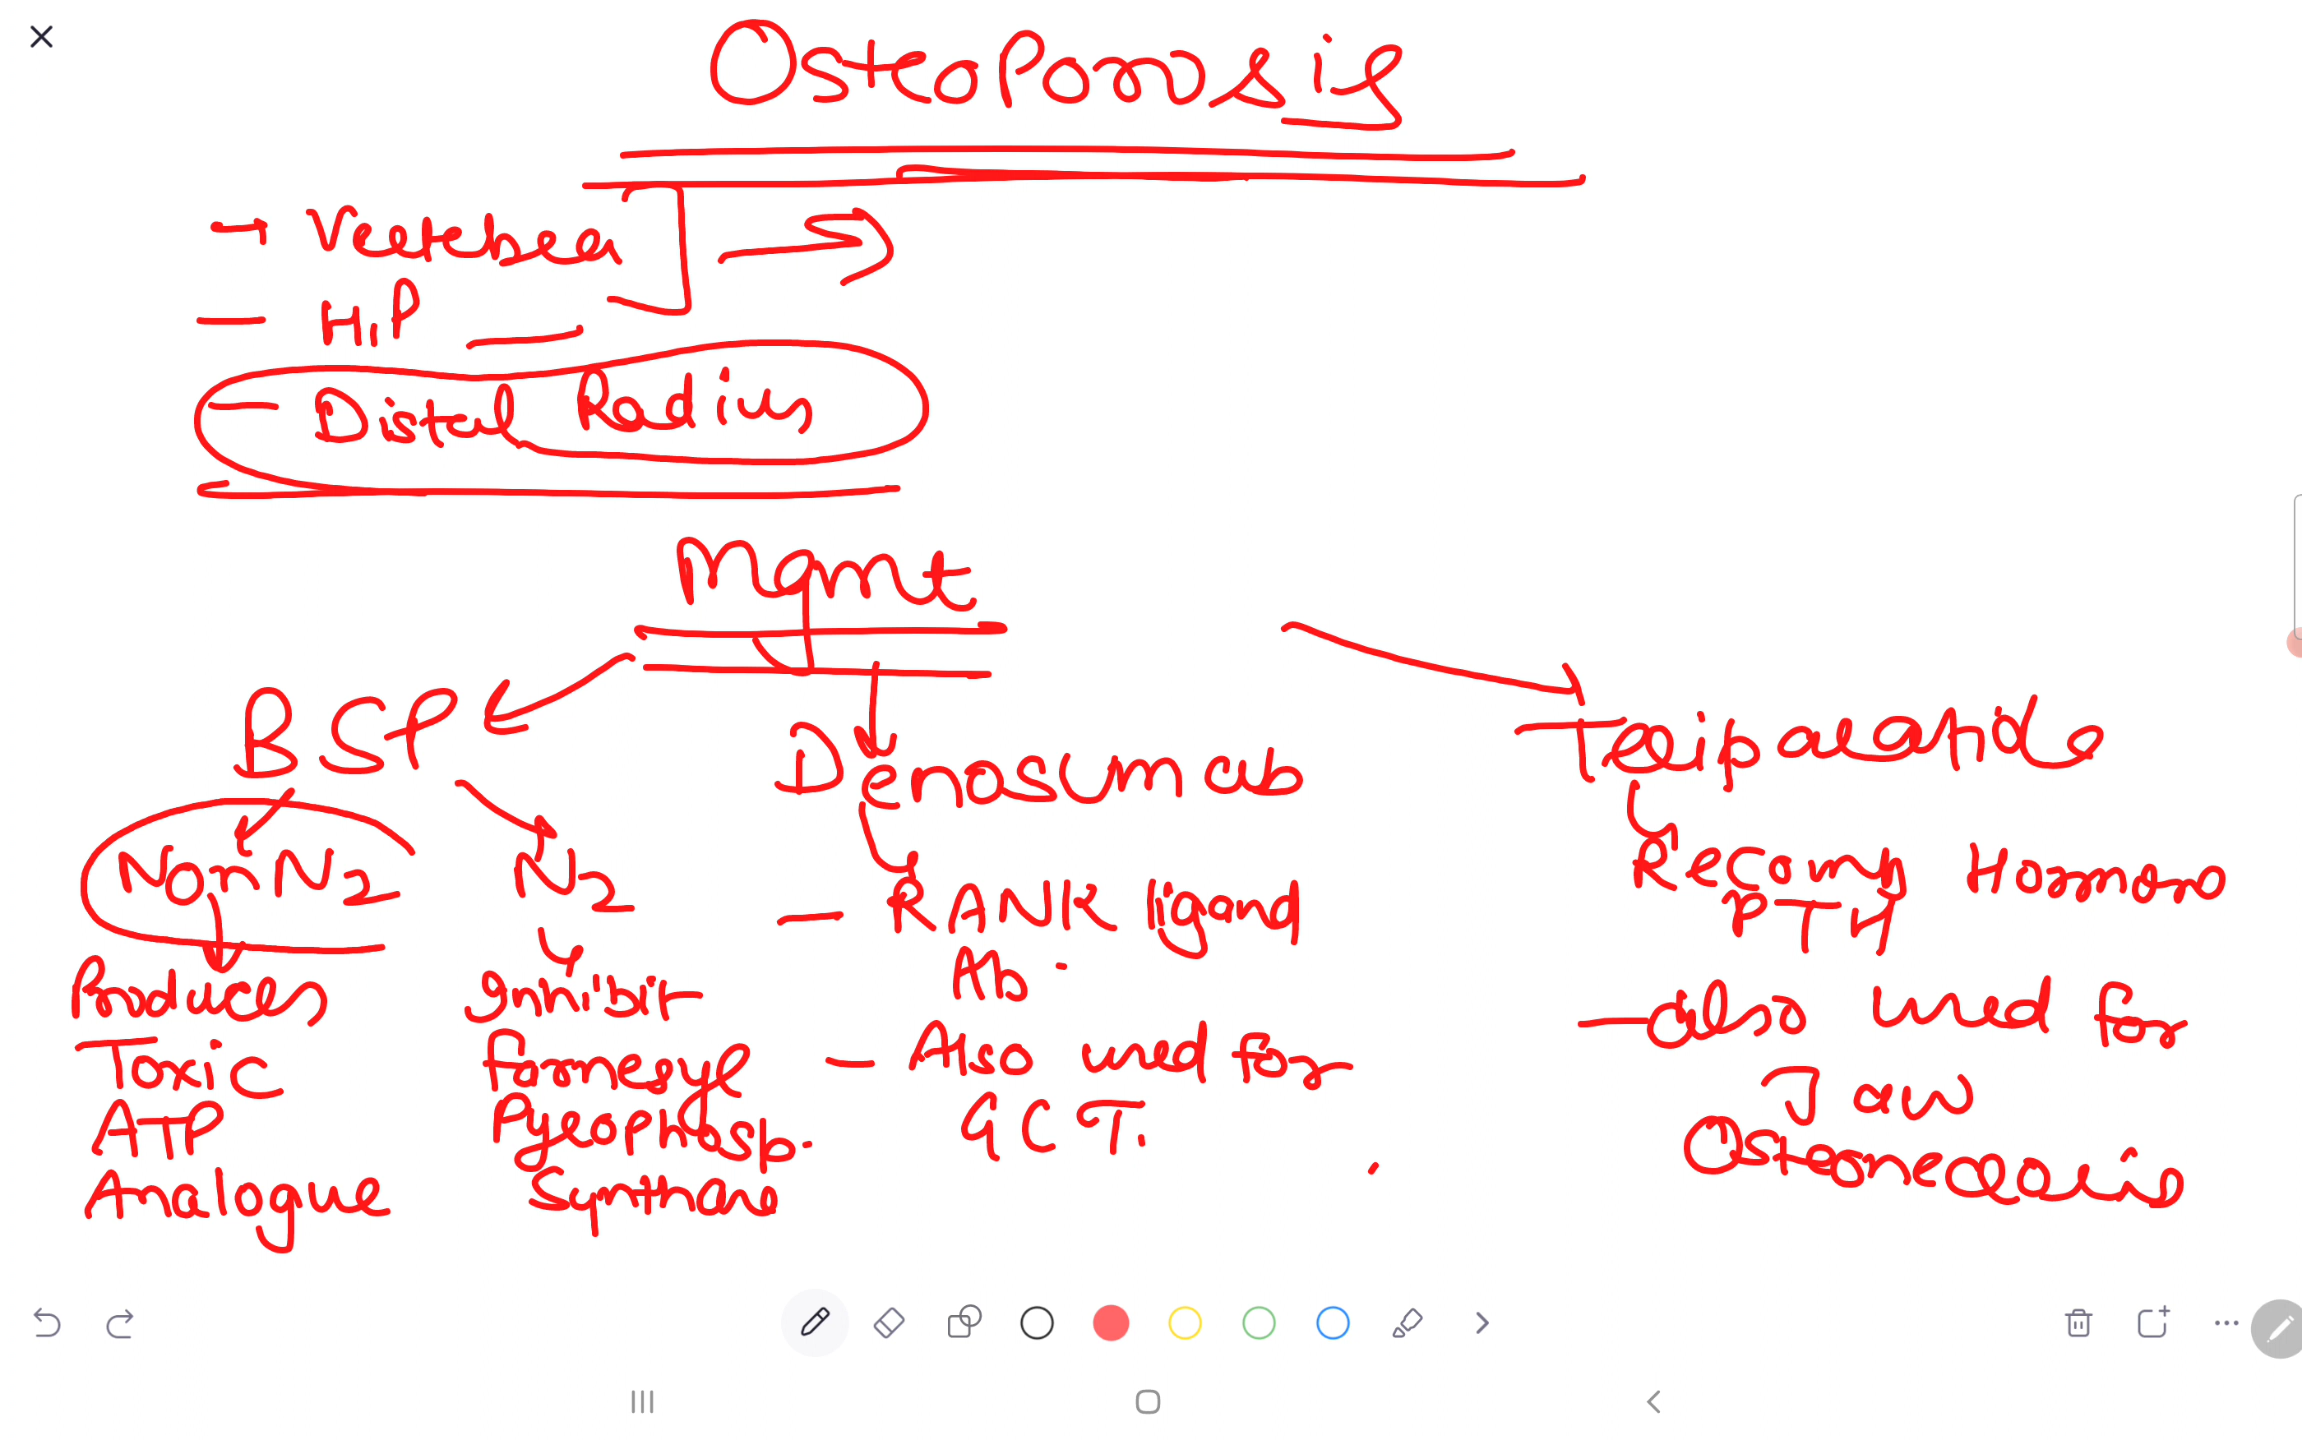 Osteoporosis
→ Vertebra
— Hip
— Distal Radius
Mgmt
BSP
Denosumab
Teriparatide
Non N2
N2
Produces
Toxic
ATP
Analogue
Inhibit
Farnesyl
Pyrophosp.
Synthase
— RANK ligand
Ab.
— Also used for
GCT.
Recomb Hormone
PTH
— also used for
Jaw
Osteonecrosis